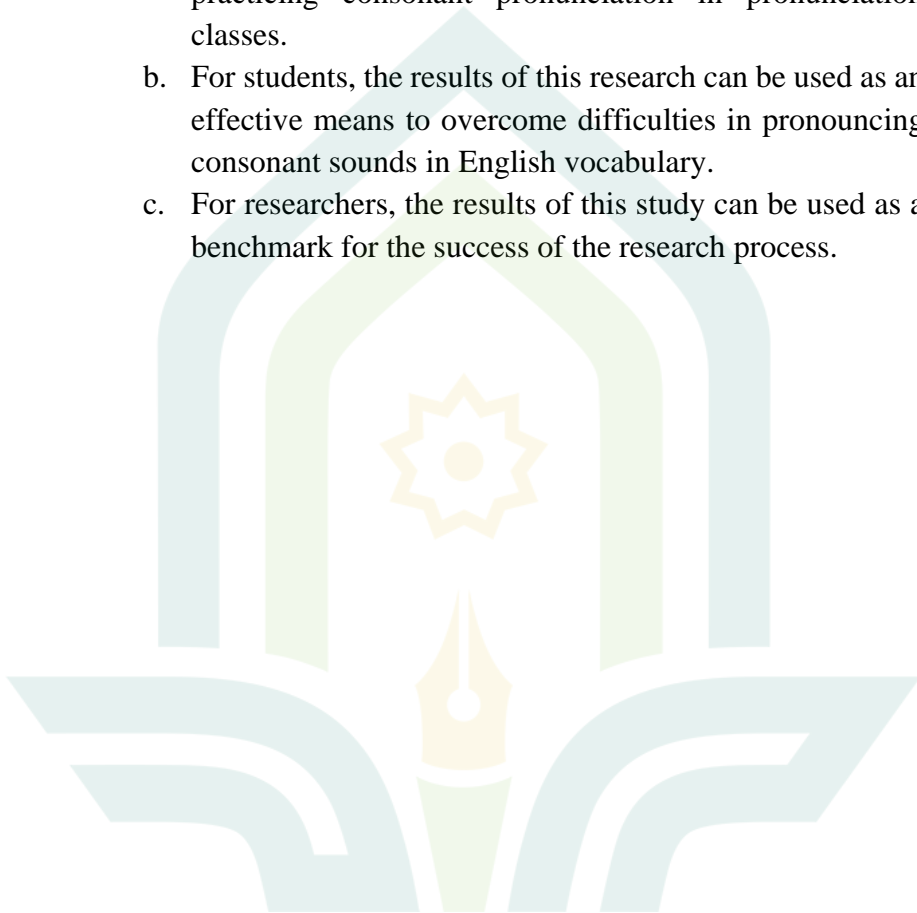 practicing consonant pronunciation in pronunciation
classes.
b. For students, the results of this research can be used as an
effective means to overcome difficulties in pronouncing
consonant sounds in English vocabulary.
c. For researchers, the results of this study can be used as a
benchmark for the success of the research process.